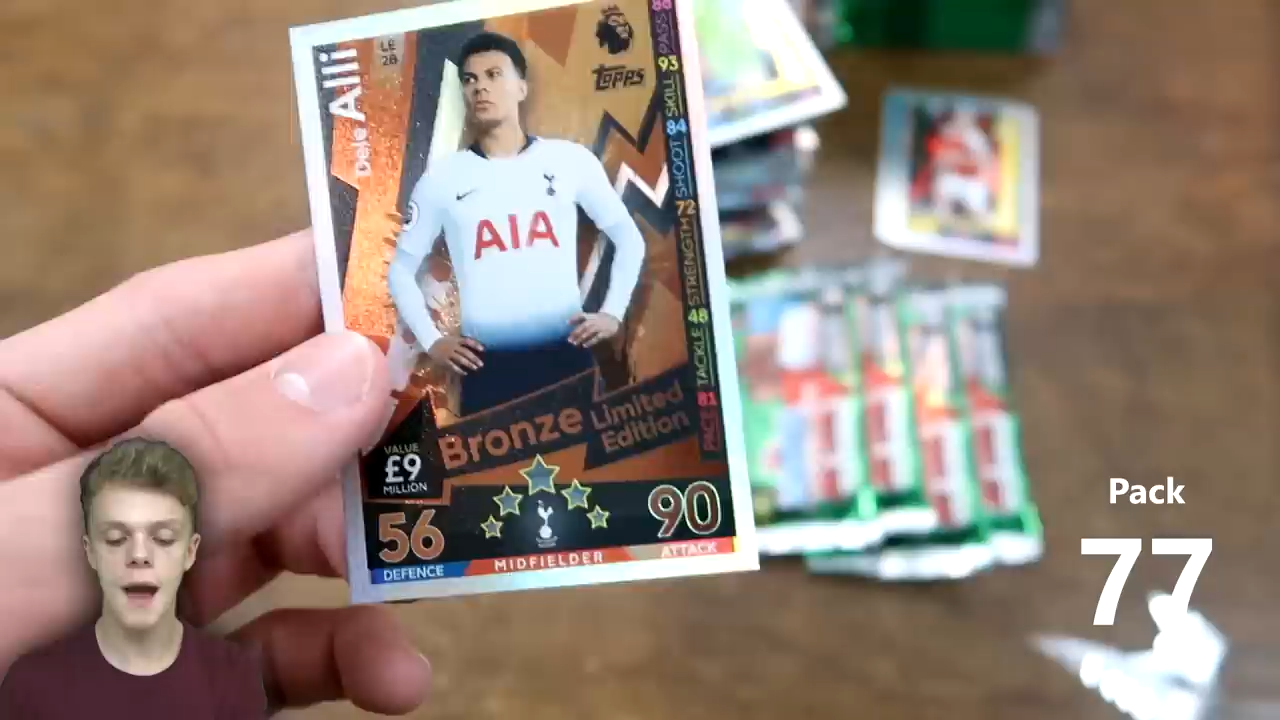 LE
2B
Dele Alli
TOPPS
88
PASS
93
SKILL
84
SHOOT
72
STRENGTH
48
TACKLE
81
PACE
AIA
Bronze Limited
Edition
VALUE
£9
MILLION
56
DEFENCE
MIDFIELDER
90
ATTACK
Pack
77